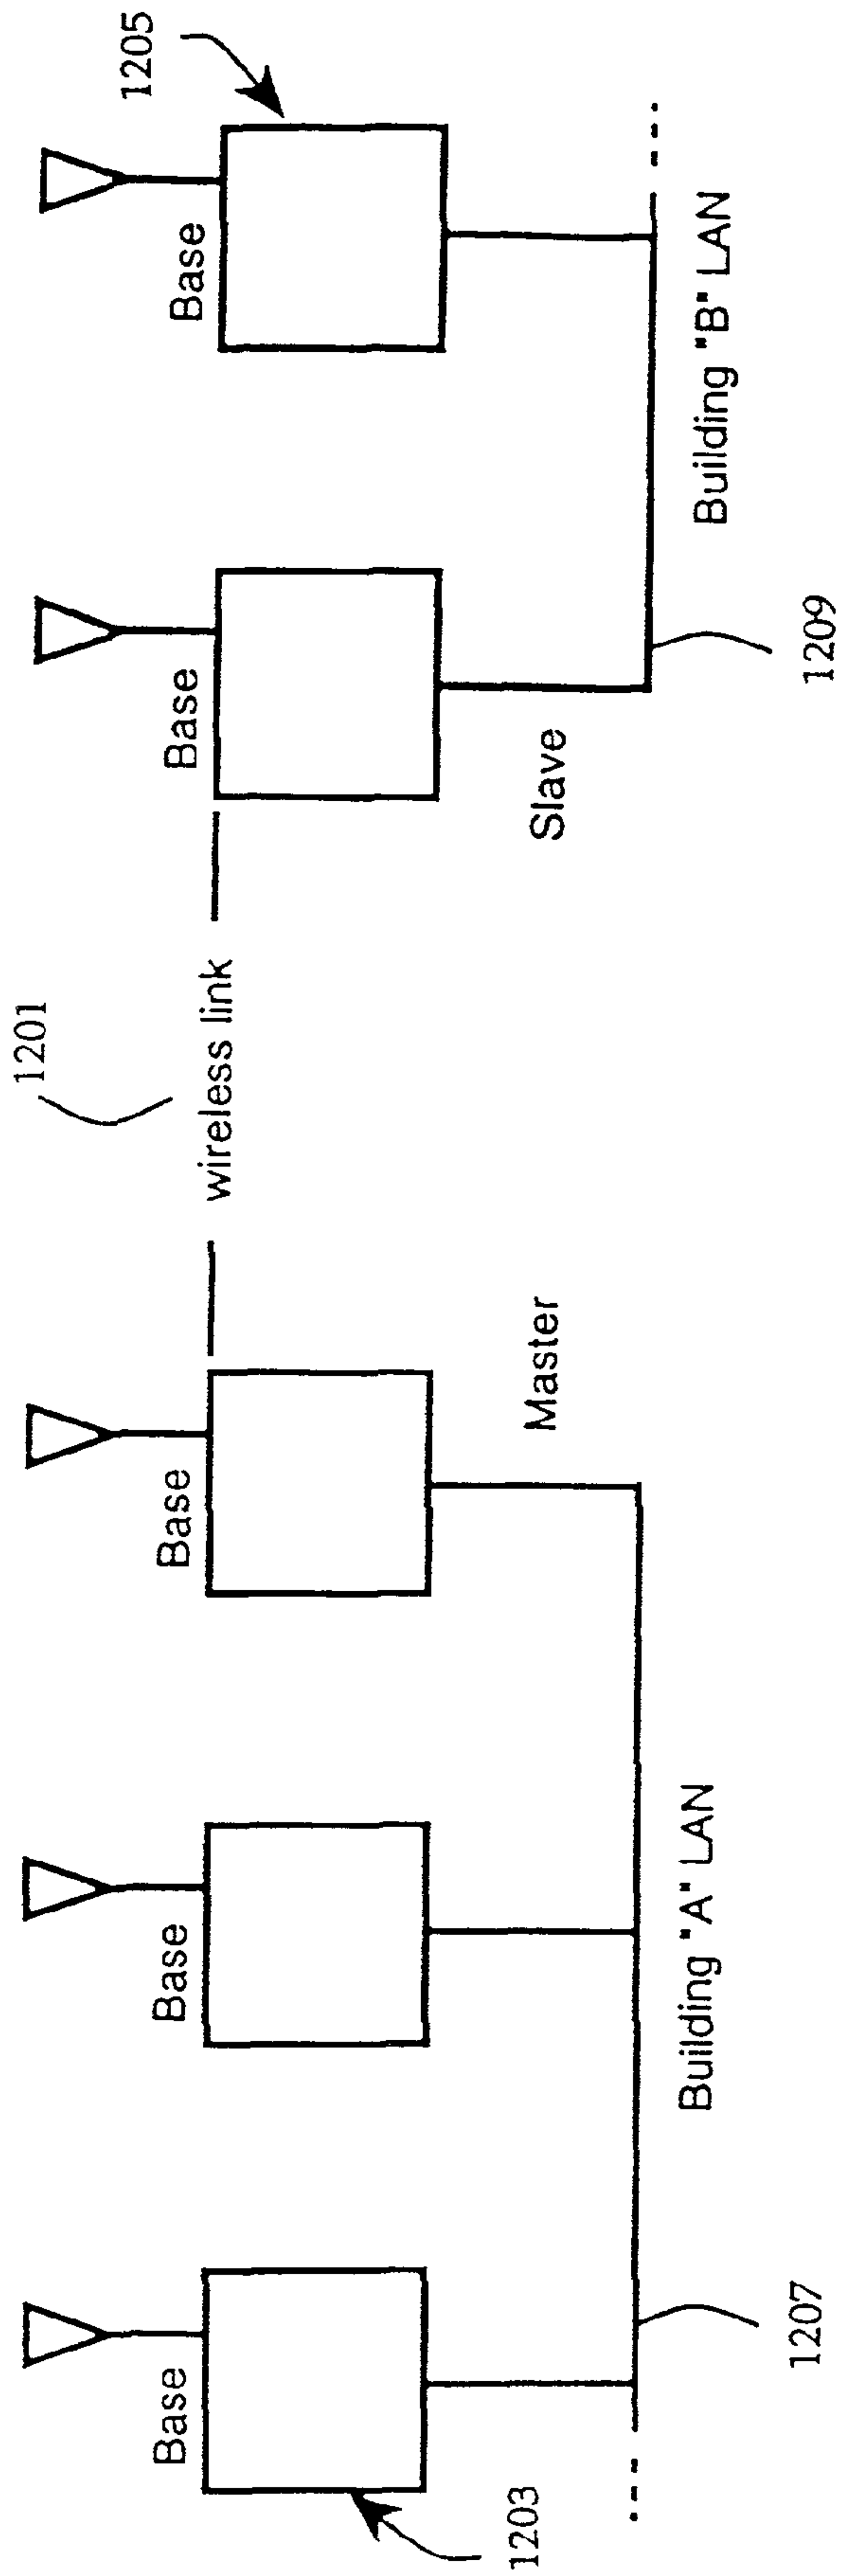 1201
1205
Base
Base
Base
wireless link
Base
Base
1203
Master
Slave
1207
Building "A" LAN
1209
Building "B" LAN